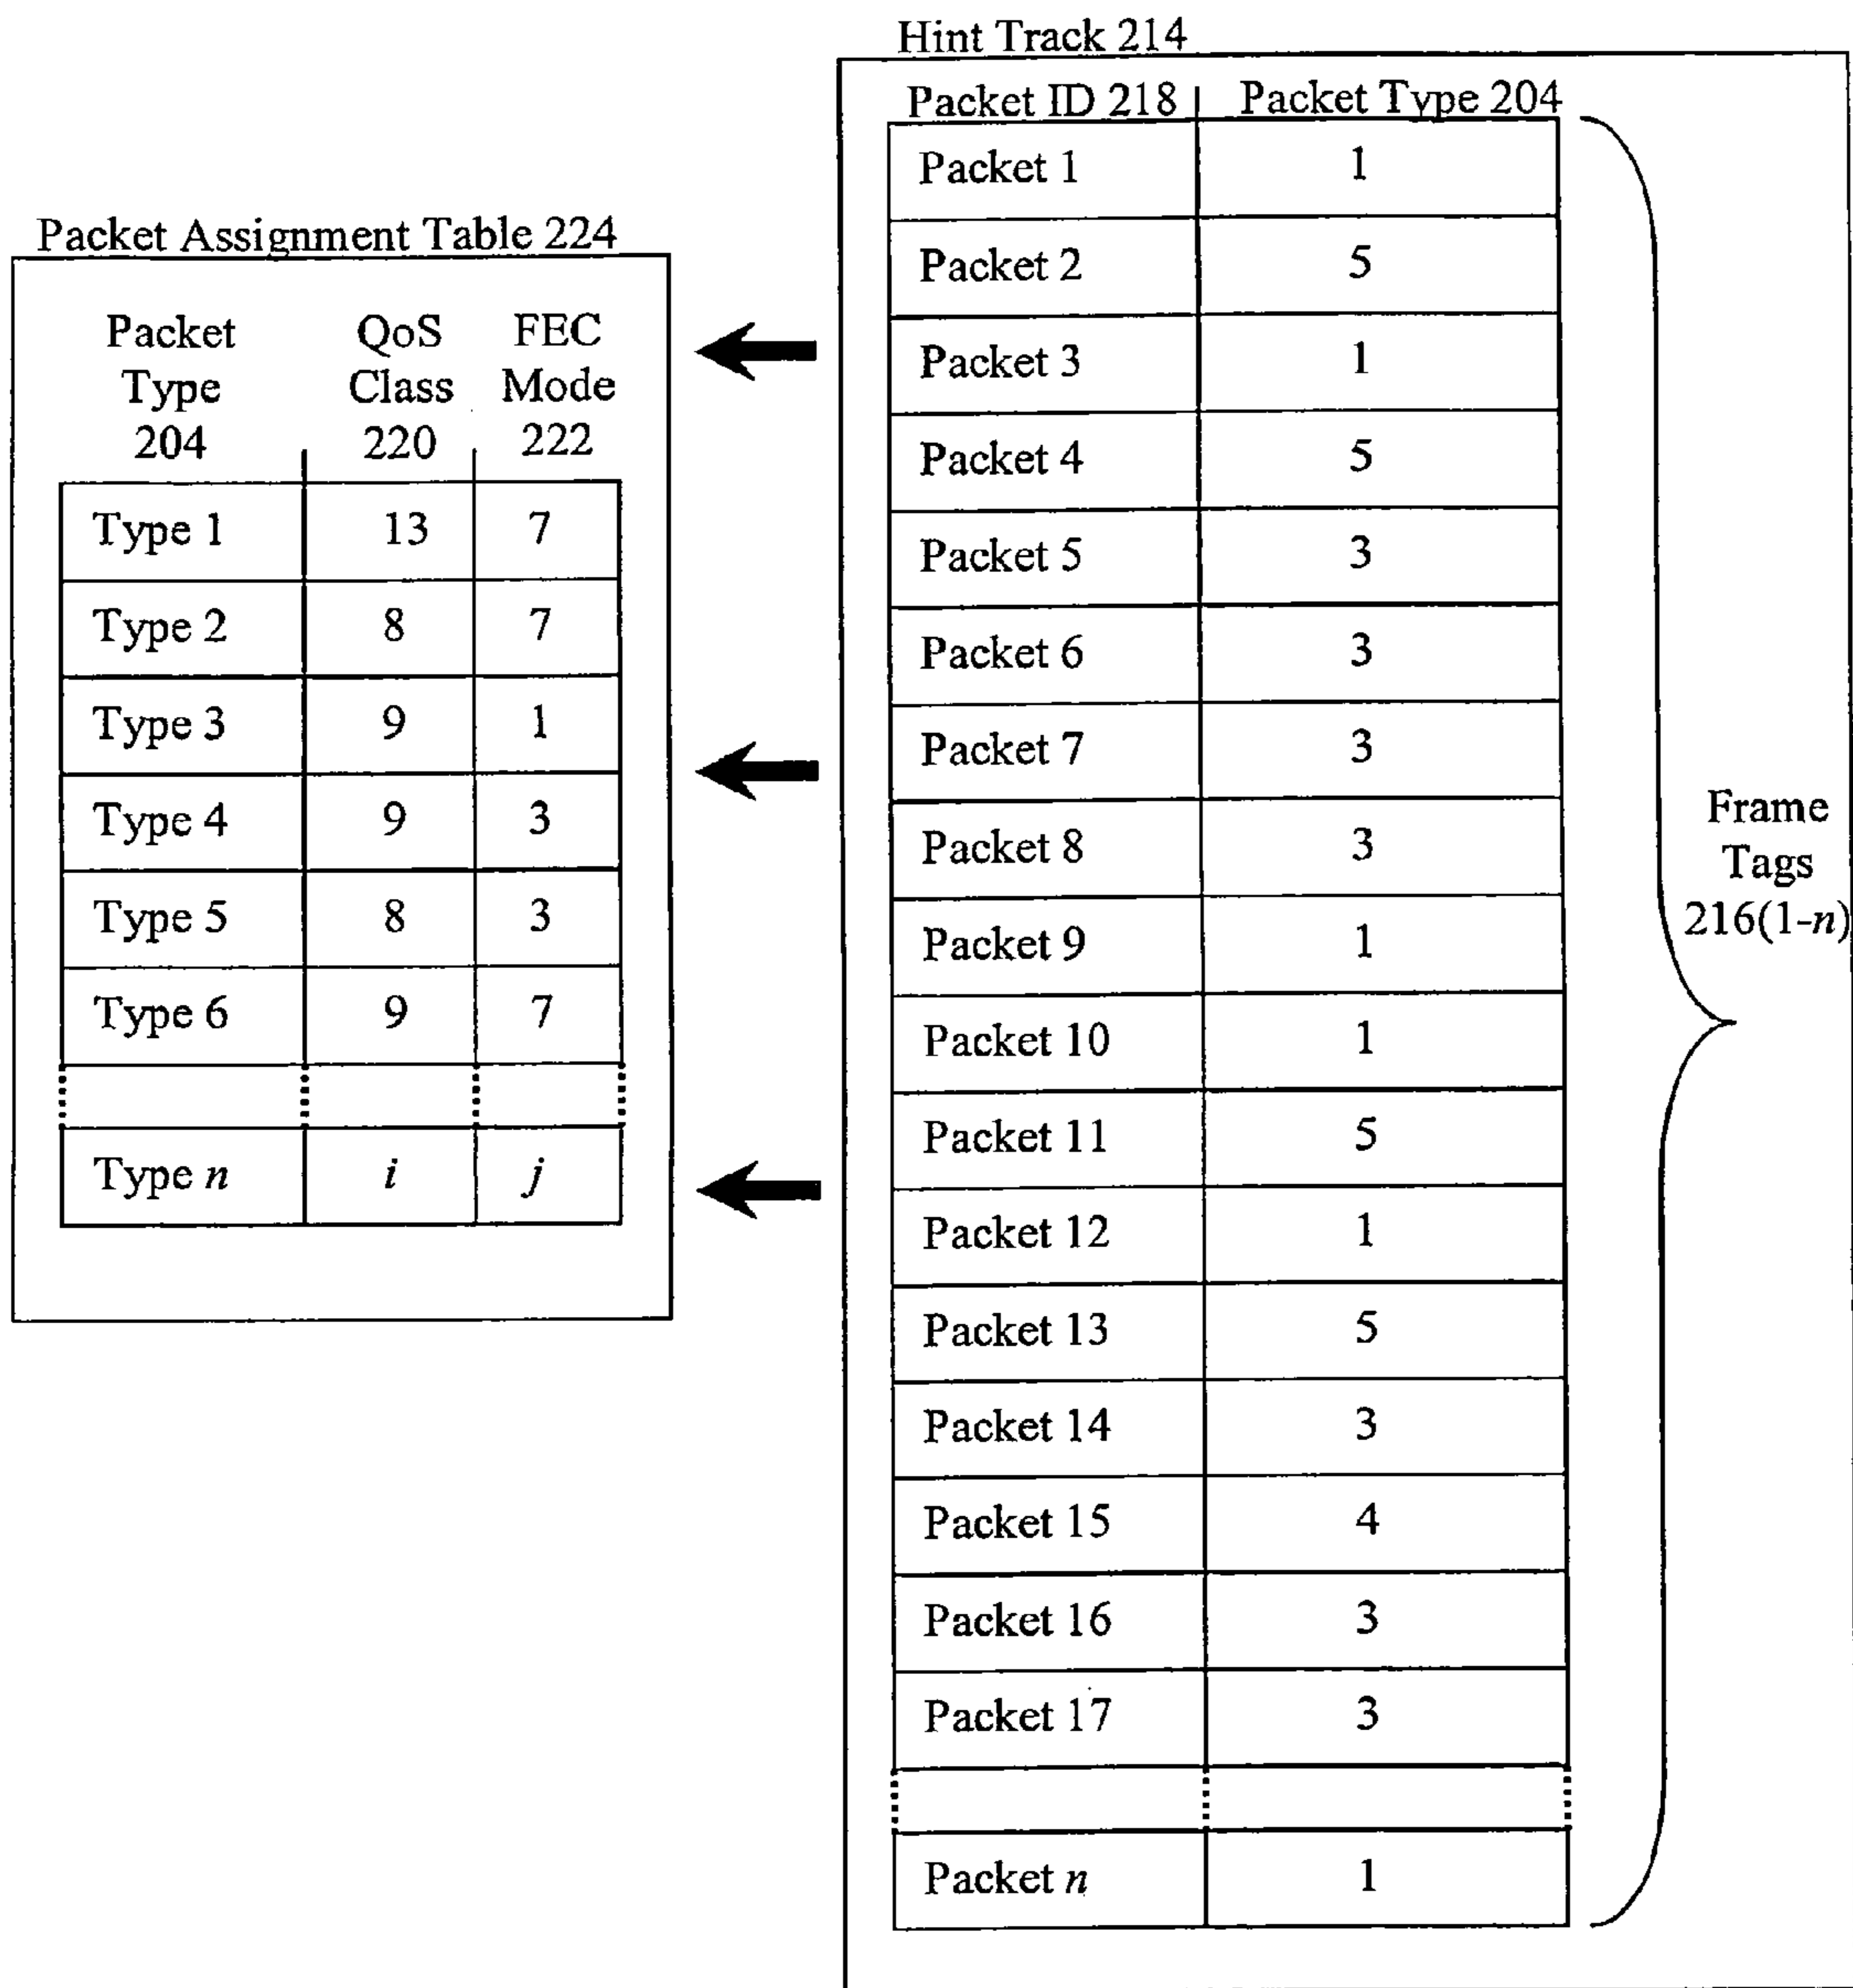 Hint Track 214
Packet ID 218 Packet Type 204
Packet 1 1
Packet 2 5
Packet 3 1
Packet 4 5
Packet 5 3
Packet 6 3
Packet 7 3
Packet 8 3
Packet 9 1
Packet 10 1
Packet 11 5
Packet 12 1
Packet 13 5
Packet 14 3
Packet 15 4
Packet 16 3
Packet 17 3
Packet n 1
Frame
Tags
216(1-n)
Packet Assignment Table 224
Packet QoS FEC
Type Class Mode
204 220 222
Type 1 13 7
Type 2 8 7
Type 3 9 1
Type 4 9 3
Type 5 8 3
Type 6 9 7
Type n i j